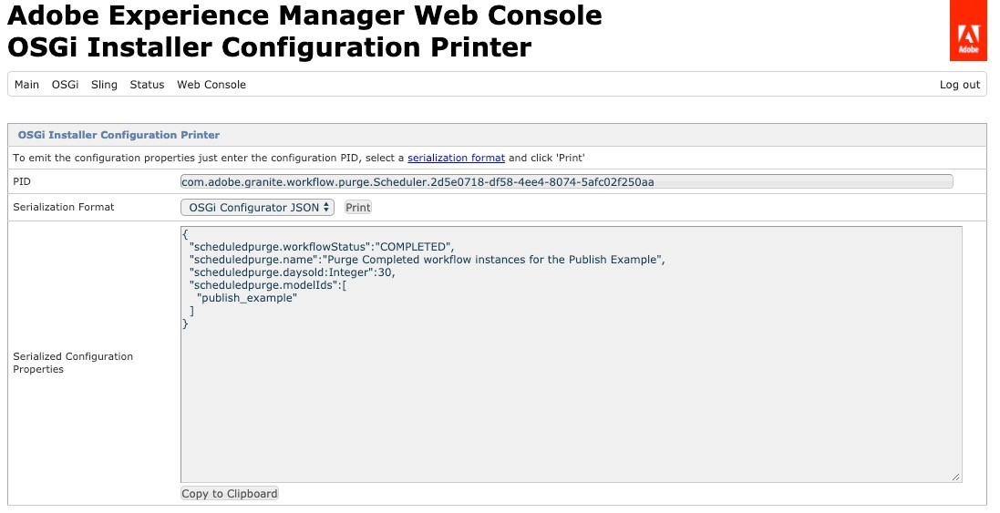 Adobe Experience Manager Web Console
OSGi Installer Configuration Printer
Adobe
Main OSGi Sling Status Web Console Log out
OSGi Installer Configuration Printer
To emit the configuration properties just enter the configuration PID, select a serialization format and click 'Print'
PID com.adobe.granite.workflow.purge.Scheduler.2d5e0718-df58-4ee4-8074-5afc02f250aa
Serialization Format OSGi Configurator JSON Print
{
"scheduledpurge.workflowStatus":"COMPLETED",
"scheduledpurge.name":"Purge Completed workflow instances for the Publish Example",
"scheduledpurge.daysold:Integer":30,
"scheduledpurge.modelIds":[
"publish_example"
]
}
Serialized Configuration
Properties
Copy to Clipboard